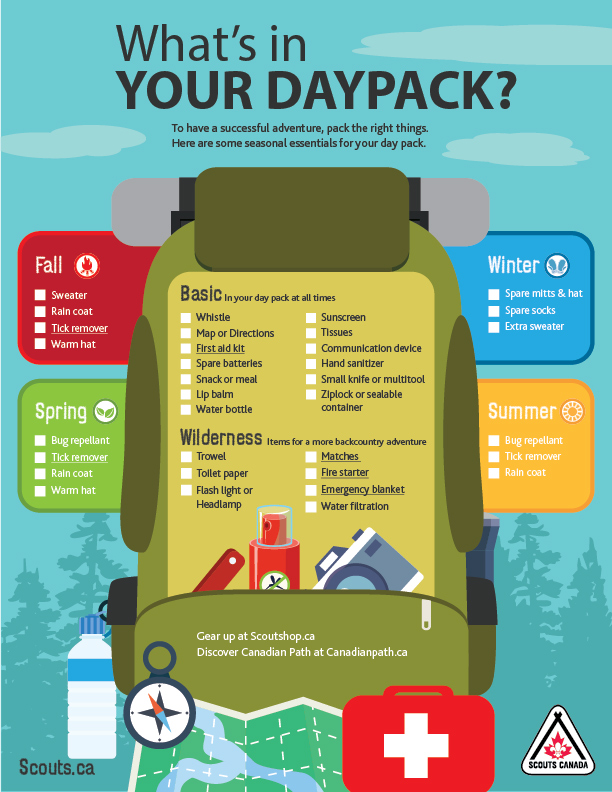 What's in
YOUR DAYPACK?
To have a successful adventure, pack the right things.
Here are some seasonal essentials for your day pack.
Fall
Sweater
Rain coat
Tick remover
Warm hat
Spring
Bug repellant
Tick remover
Rain coat
Warm hat
Basic In your day pack at all times
Whistle
Map or Directions
First aid kit
Spare batteries
Snack or meal
Lip balm
Water bottle
Sunscreen
Tissues
Communication device
Hand sanitizer
Small knife or multitool
Ziplock or sealable
container
Wilderness Items for a more backcountry adventure
Trowel
Toilet paper
Flash light or
Headlamp
Matches
Fire starter
Emergency blanket
Water filtration
Winter
Spare mitts & hat
Spare socks
Extra sweater
Summer
Bug repellant
Tick remover
Rain coat
Gear up at Scoutshop.ca
Discover Canadian Path at Canadianpath.ca
Scouts.ca
SCOUTS CANADA